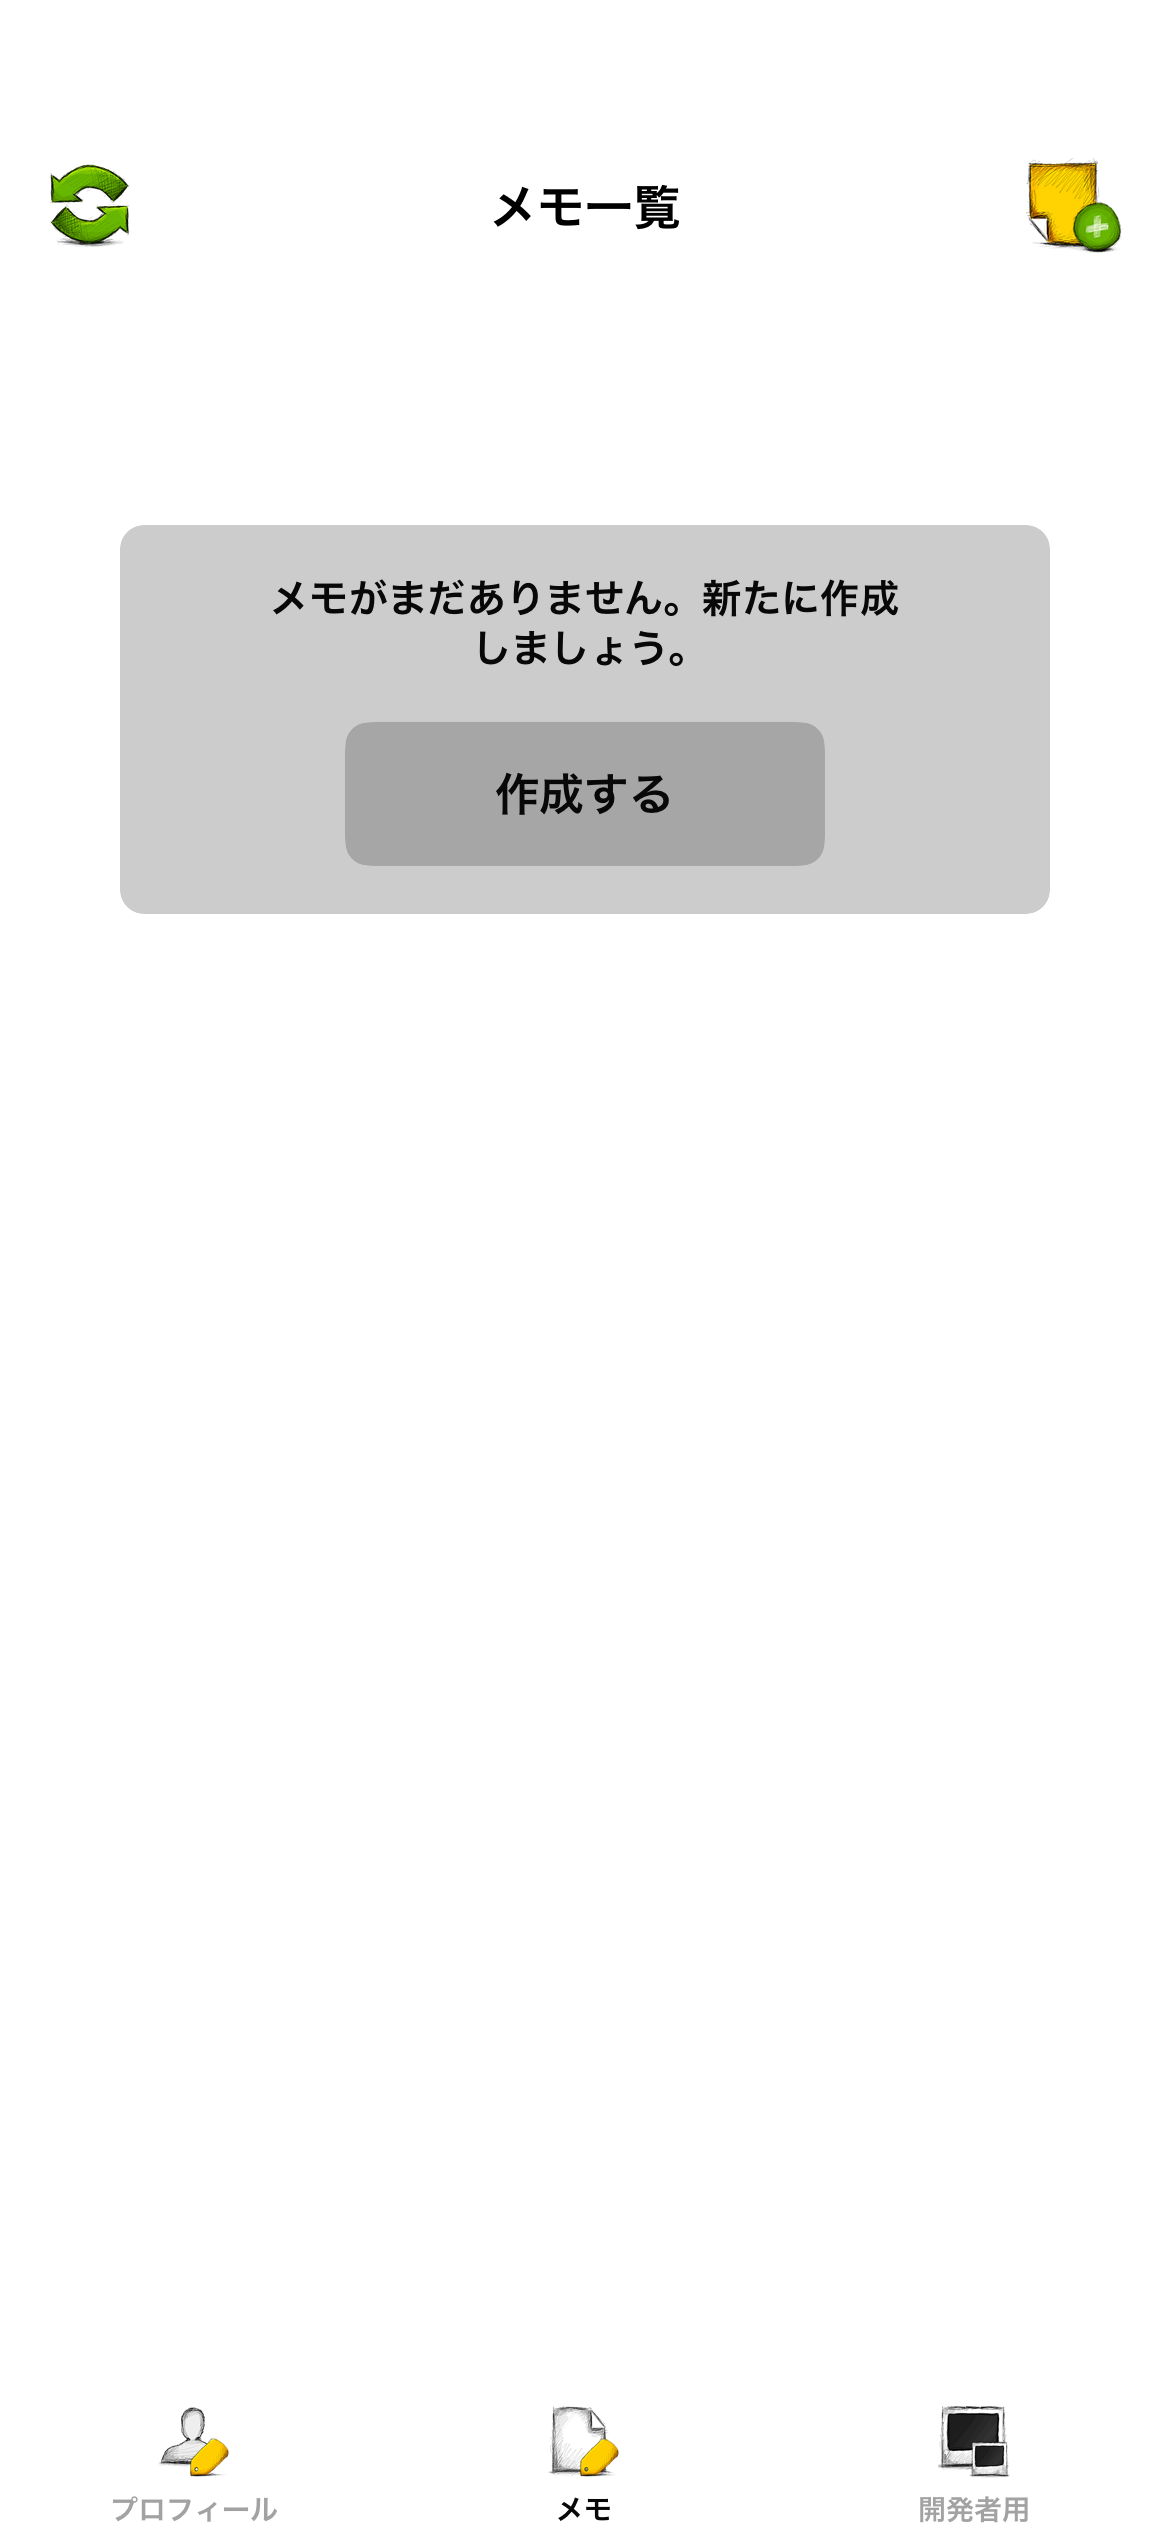 メモ一覧
メモがまだありません。新たに作成
しましょう。
作成する
プロフィール
メモ
開発者用